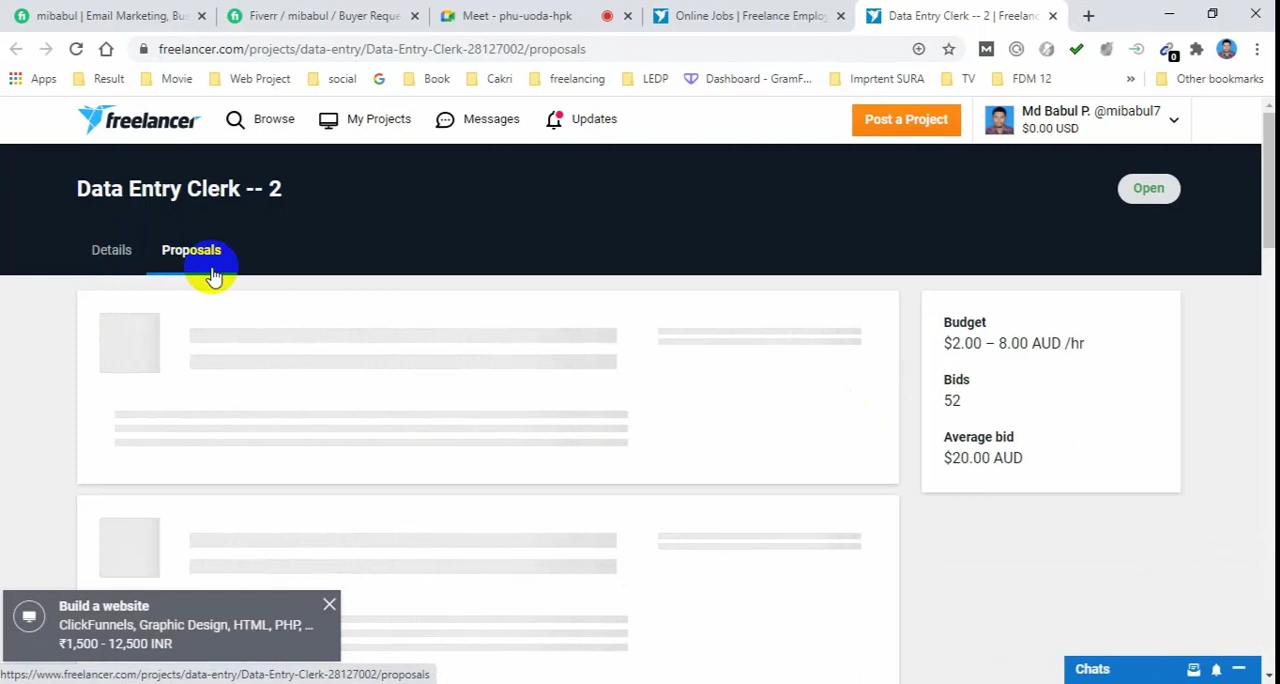 mibabul | Email Marketing, Bus
Fiverr / mibabul / Buyer Reque
Meet - phu-uoda-hpk
Online Jobs | Freelance Employ
Data Entry Clerk -- 2 | Freelanc
freelancer.com/projects/data-entry/Data-Entry-Clerk-28127002/proposals
0
Apps
Result
Movie
Web Project
social
Book
Cakri
freelancing
LEDP
Dashboard - GramF...
Imprtent SURA
TV
FDM 12
»
Other bookmarks
freelancer
Browse
My Projects
Messages
Updates
Post a Project
Md Babul P. @mibabul7
$0.00 USD
Data Entry Clerk -- 2
Open
Details
Proposals
Budget
$2.00 – 8.00 AUD /hr
Bids
52
Average bid
$20.00 AUD
Build a website
ClickFunnels, Graphic Design, HTML, PHP, ...
₹1,500 - 12,500 INR
https://www.freelancer.com/projects/data-entry/Data-Entry-Clerk-28127002/proposals
Chats